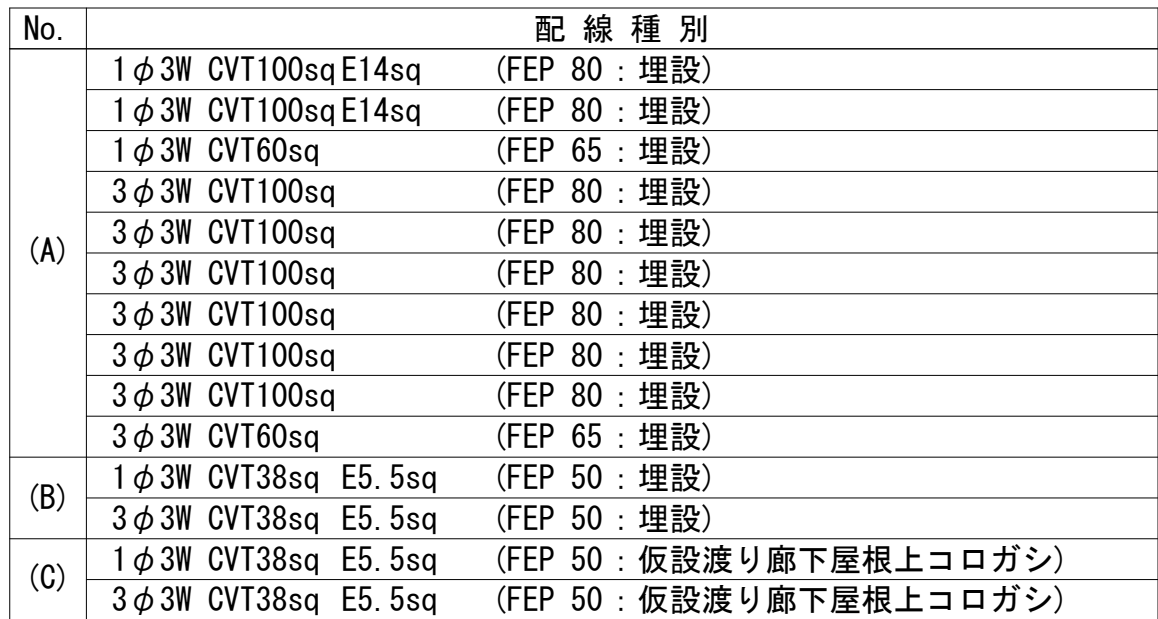 No. 配 線 種 別
(A)
1φ3W CVT100sq E14sq (FEP 80：埋設)
1φ3W CVT100sq E14sq (FEP 80：埋設)
1φ3W CVT60sq (FEP 65：埋設)
3φ3W CVT100sq (FEP 80：埋設)
3φ3W CVT100sq (FEP 80：埋設)
3φ3W CVT100sq (FEP 80：埋設)
3φ3W CVT100sq (FEP 80：埋設)
3φ3W CVT100sq (FEP 80：埋設)
3φ3W CVT100sq (FEP 80：埋設)
3φ3W CVT60sq (FEP 65：埋設)
(B)
1φ3W CVT38sq E5.5sq (FEP 50：埋設)
3φ3W CVT38sq E5.5sq (FEP 50：埋設)
(C)
1φ3W CVT38sq E5.5sq (FEP 50：仮設渡り廊下屋根上コロガシ)
3φ3W CVT38sq E5.5sq (FEP 50：仮設渡り廊下屋根上コロガシ)